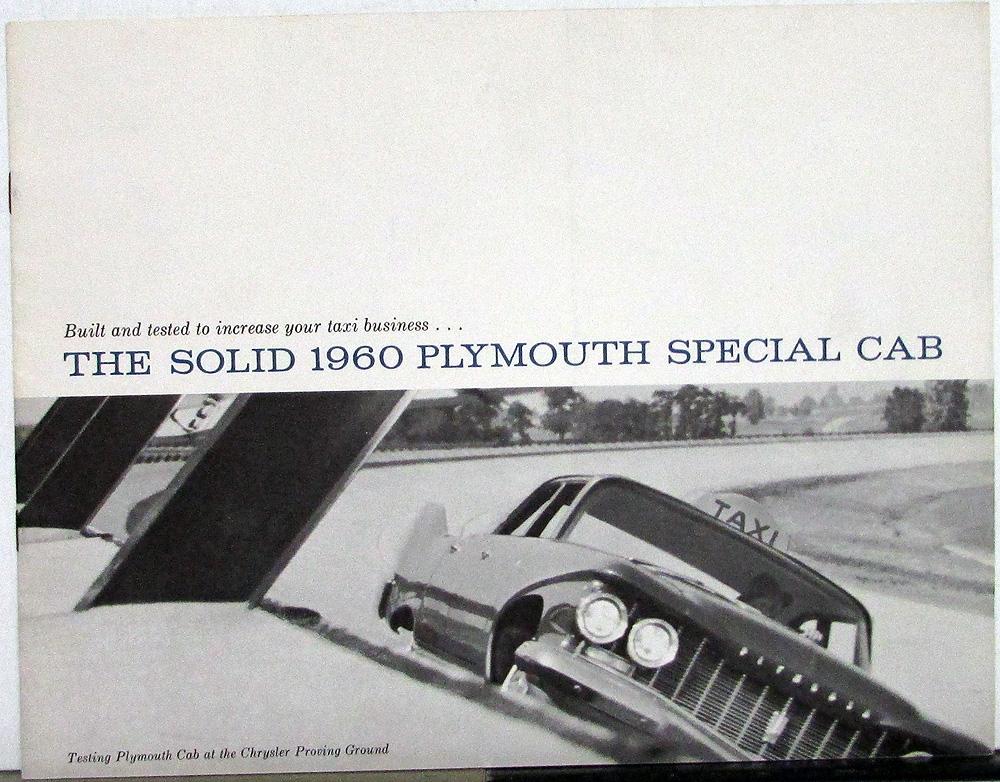 Built and tested to increase your taxi business . . .
THE SOLID 1960 PLYMOUTH SPECIAL CAB
TAXI
PLYMOUTH
Testing Plymouth Cab at the Chrysler Proving Ground